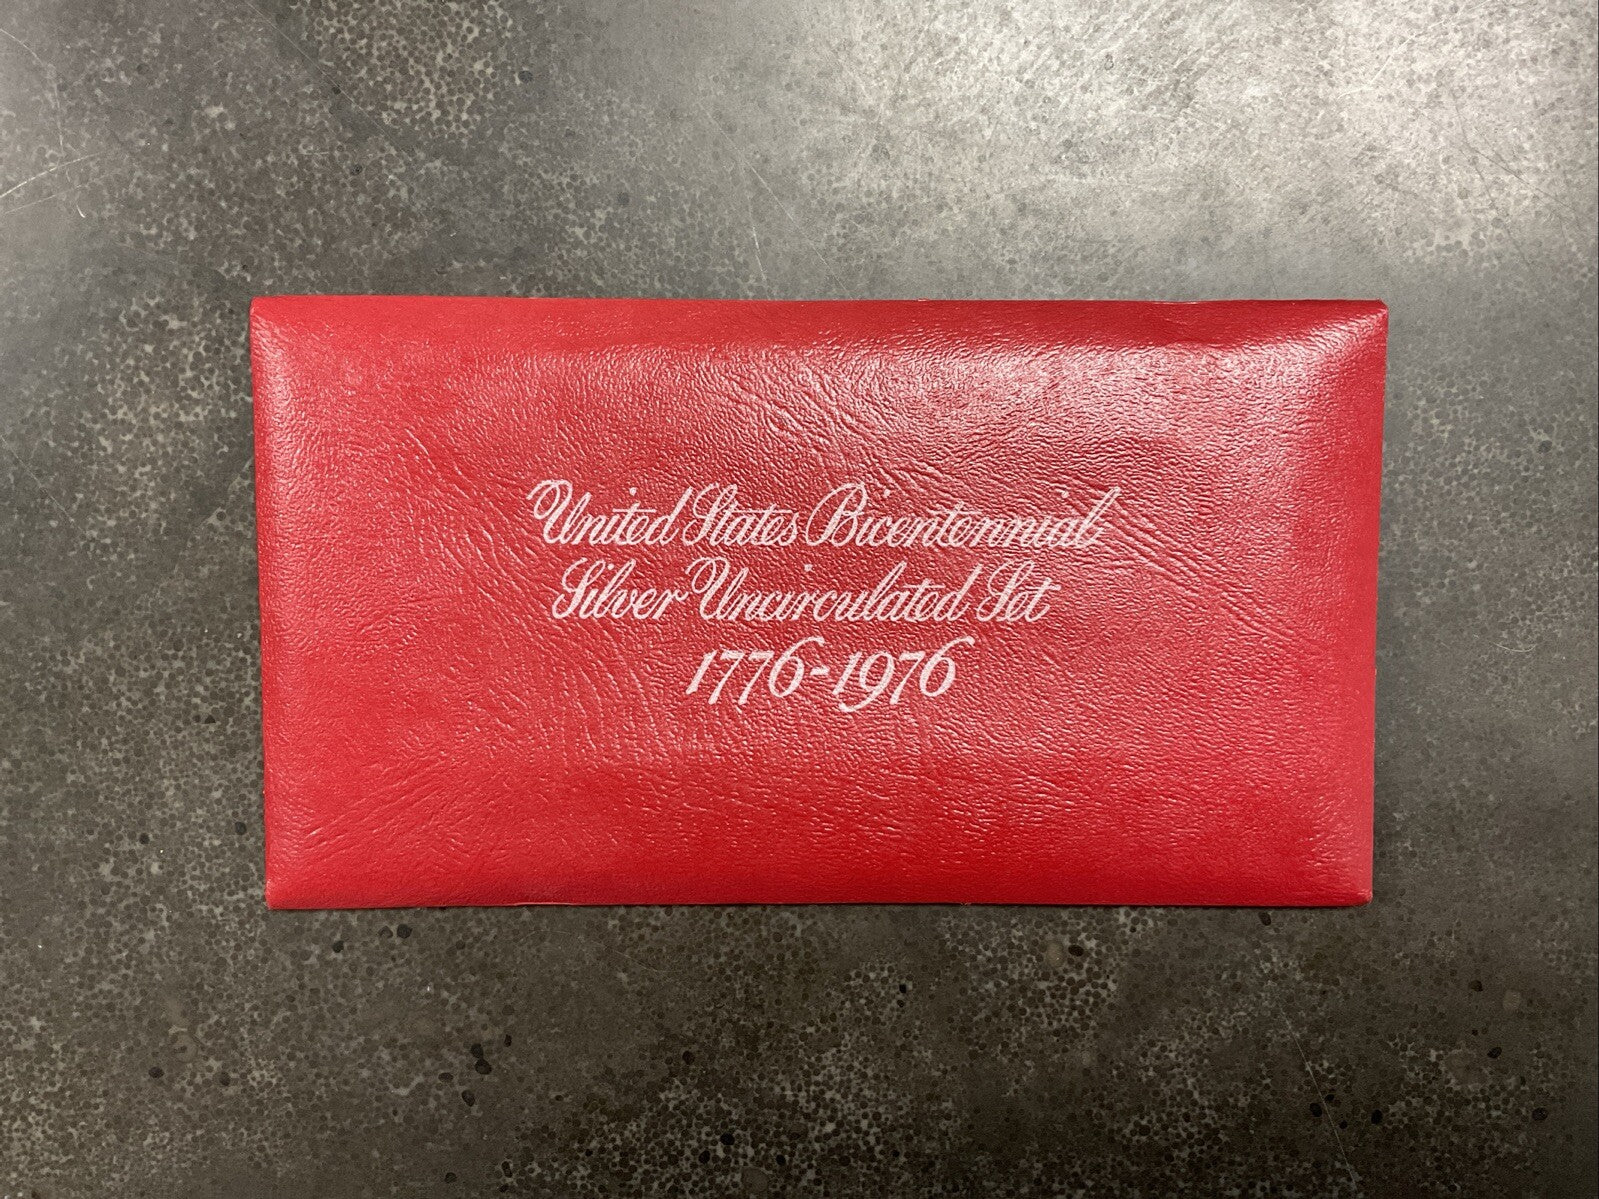 United States Bicentennial
Silver Uncirculated Set
1776-1976